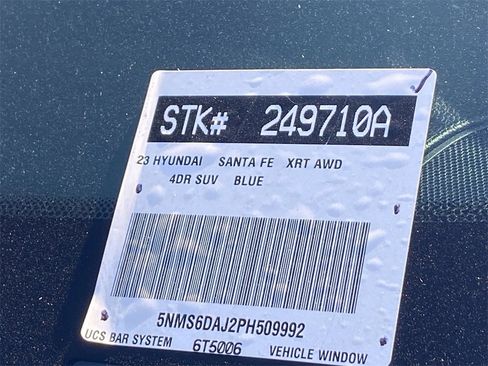 STK# 249710A
23 HYUNDAI SANTA FE XRT AWD
4DR SUV BLUE
5NMS6DAJ2PH509992
UCS BAR SYSTEM 6T5006 VEHICLE WINDOW